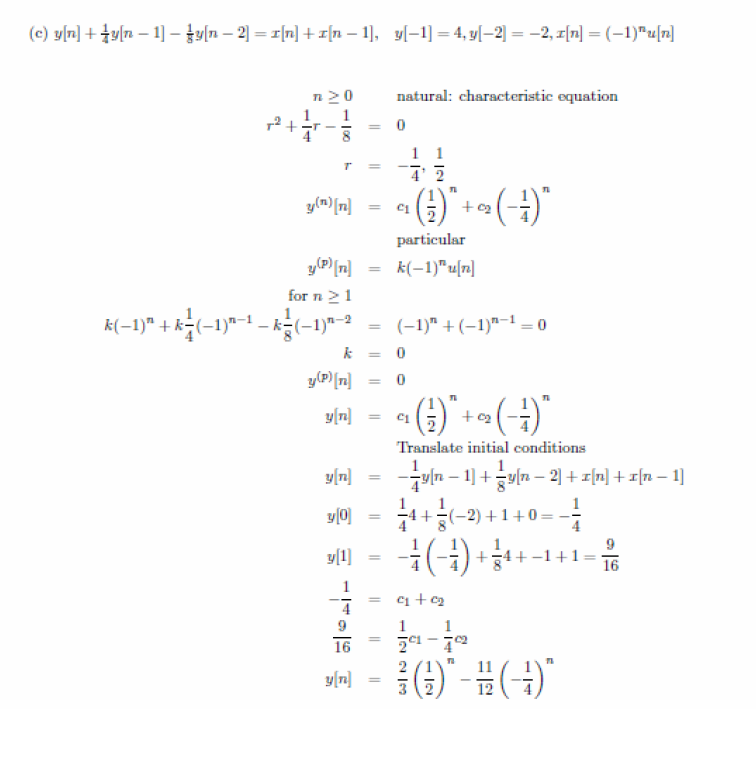 (c) y[n] + 1/4 y[n − 1] − 1/8 y[n − 2] = x[n] + x[n − 1], y[−1] = 4, y[−2] = −2, x[n] = (−1)^n u[n]
n ≥ 0 natural: characteristic equation
r^2 + 1/4 r − 1/8 = 0
r = −1/4, 1/2
y^(n)[n] = c₁ (1/2)^n + c₂ (−1/4)^n
particular
y^(p)[n] = k(−1)^n u[n]
for n ≥ 1
k(−1)^n + k 1/4 (−1)^(n−1) − k 1/8 (−1)^(n−2) = (−1)^n + (−1)^(n−1) = 0
k = 0
y^(p)[n] = 0
y[n] = c₁ (1/2)^n + c₂ (−1/4)^n
Translate initial conditions
y[n] = −1/4 y[n − 1] + 1/8 y[n − 2] + x[n] + x[n − 1]
y[0] = 1/4 4 + 1/8 (−2) + 1 + 0 = −1/4
y[1] = −1/4 (−1/4) + 1/8 4 + −1 + 1 = 9/16
−1/4 = c₁ + c₂
9/16 = 1/2 c₁ − 1/4 c₂
y[n] = 2/3 (1/2)^n − 11/12 (−1/4)^n